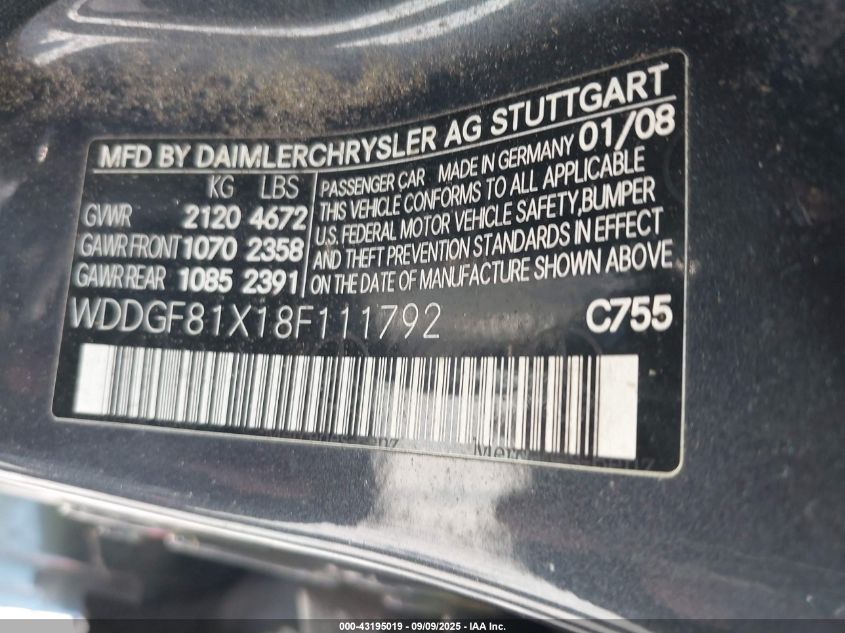 MFD BY DAIMLERCHRYSLER AG STUTTGART
01/08
KG LBS
GVWR 2120 4672
GAWR FRONT 1070 2358
GAWR REAR 1085 2391
PASSENGER CAR MADE IN GERMANY
THIS VEHICLE CONFORMS TO ALL APPLICABLE
U.S. FEDERAL MOTOR VEHICLE SAFETY, BUMPER
AND THEFT PREVENTION STANDARDS IN EFFECT
ON THE DATE OF MANUFACTURE SHOWN ABOVE
WDDGF81X18F111792
C755
000-43195019 - 09/09/2025 - IAA Inc.